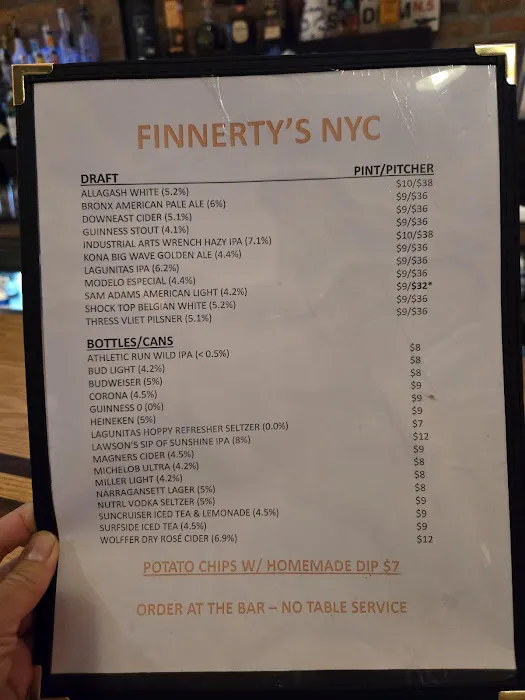 FINNERTY'S NYC
DRAFT PINT/PITCHER
ALLAGASH WHITE (5.2%) $10/$38
BRONX AMERICAN PALE ALE (6%) $9/$36
DOWNEAST CIDER (5.1%) $9/$36
GUINNESS STOUT (4.1%) $9/$36
INDUSTRIAL ARTS WRENCH HAZY IPA (7.1%) $10/$38
KONA BIG WAVE GOLDEN ALE (4.4%) $9/$36
LAGUNITAS IPA (6.2%) $9/$36
MODELO ESPECIAL (4.4%) $9/$36
SAM ADAMS AMERICAN LIGHT (4.2%) $9/$32*
SHOCK TOP BELGIAN WHITE (5.2%) $9/$36
THRESS VLIET PILSNER (5.1%) $9/$36
BOTTLES/CANS
ATHLETIC RUN WILD IPA (< 0.5%) $8
BUD LIGHT (4.2%) $8
BUDWEISER (5%) $8
CORONA (4.5%) $9
GUINNESS 0 (0%) $9
HEINEKEN (5%) $9
LAGUNITAS HOPPY REFRESHER SELTZER (0.0%) $7
LAWSON'S SIP OF SUNSHINE IPA (8%) $12
MAGNERS CIDER (4.5%) $9
MICHELOB ULTRA (4.2%) $8
MILLER LIGHT (4.2%) $8
NARRAGANSETT LAGER (5%) $8
NUTRL VODKA SELTZER (5%) $9
SUNCRUISER ICED TEA & LEMONADE (4.5%) $9
SURFSIDE ICED TEA (4.5%) $9
WOLFFER DRY ROSÉ CIDER (6.9%) $12
POTATO CHIPS W/ HOMEMADE DIP $7
ORDER AT THE BAR – NO TABLE SERVICE